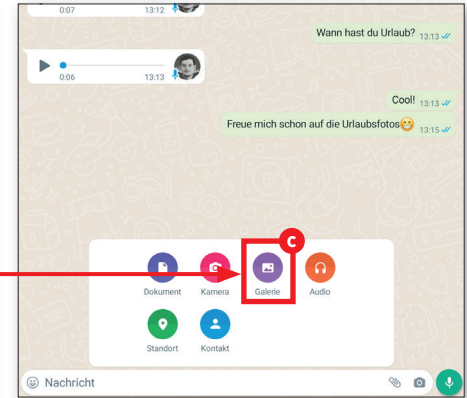 0:07 13:12
Wann hast du Urlaub? 13:13
0:06 13:13
Cool! 13:13
Freue mich schon auf die Urlaubsfotos😁 13:15
C
Dokument Kamera Galerie Audio
Standort Kontakt
Nachricht